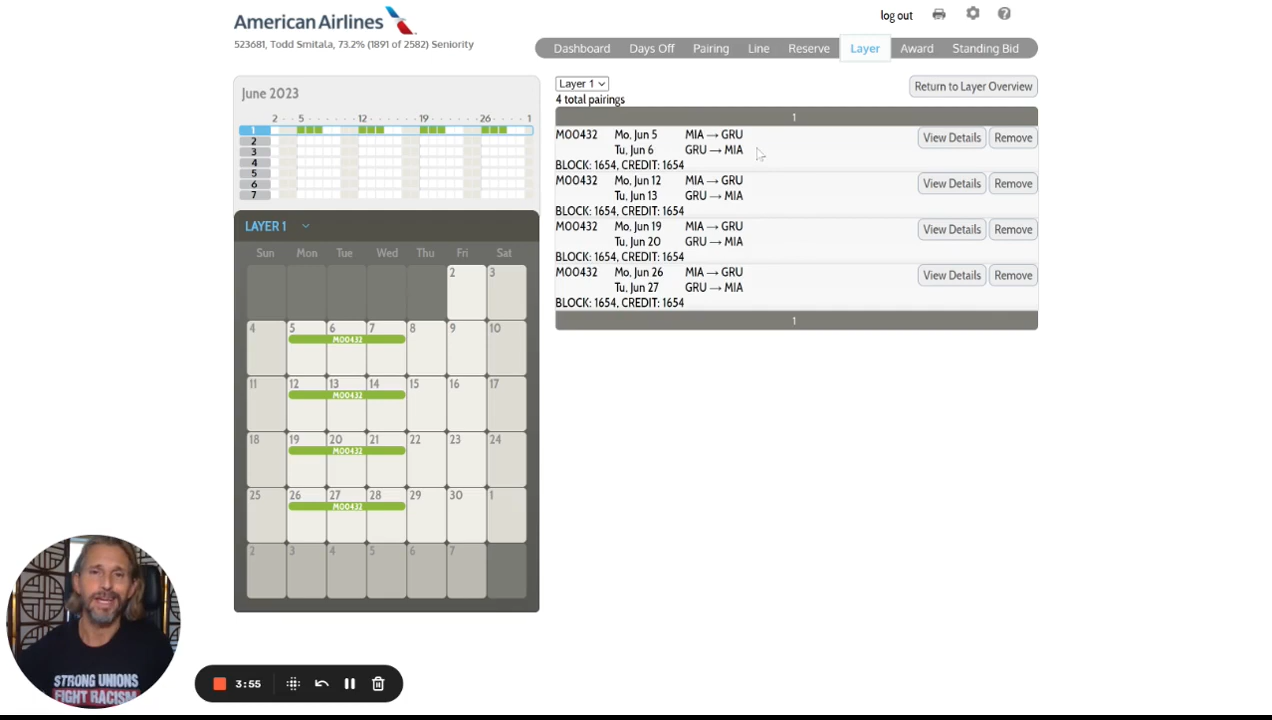 American Airlines
log out
523681, Todd Smitala, 73.2% (1891 of 2582) Seniority
Dashboard Days Off Pairing Line Reserve Layer Award Standing Bid
June 2023
2 5 12 19 26 1
1
2
3
4
5
6
7
LAYER 1
Sun Mon Tue Wed Thu Fri Sat
2 3
4 5 6 7 8 9 10
M00432
11 12 13 14 15 16 17
M00432
18 19 20 21 22 23 24
M00432
25 26 27 28 29 30 1
M00432
2 3 4 5 6 7
Layer 1
Return to Layer Overview
4 total pairings
1
M00432 Mo, Jun 5 MIA → GRU View Details Remove
Tu, Jun 6 GRU → MIA
BLOCK: 1654, CREDIT: 1654
M00432 Mo, Jun 12 MIA → GRU View Details Remove
Tu, Jun 13 GRU → MIA
BLOCK: 1654, CREDIT: 1654
M00432 Mo, Jun 19 MIA → GRU View Details Remove
Tu, Jun 20 GRU → MIA
BLOCK: 1654, CREDIT: 1654
M00432 Mo, Jun 26 MIA → GRU View Details Remove
Tu, Jun 27 GRU → MIA
BLOCK: 1654, CREDIT: 1654
1
STRONG UNIONS
FIGHT RACISM
3:55